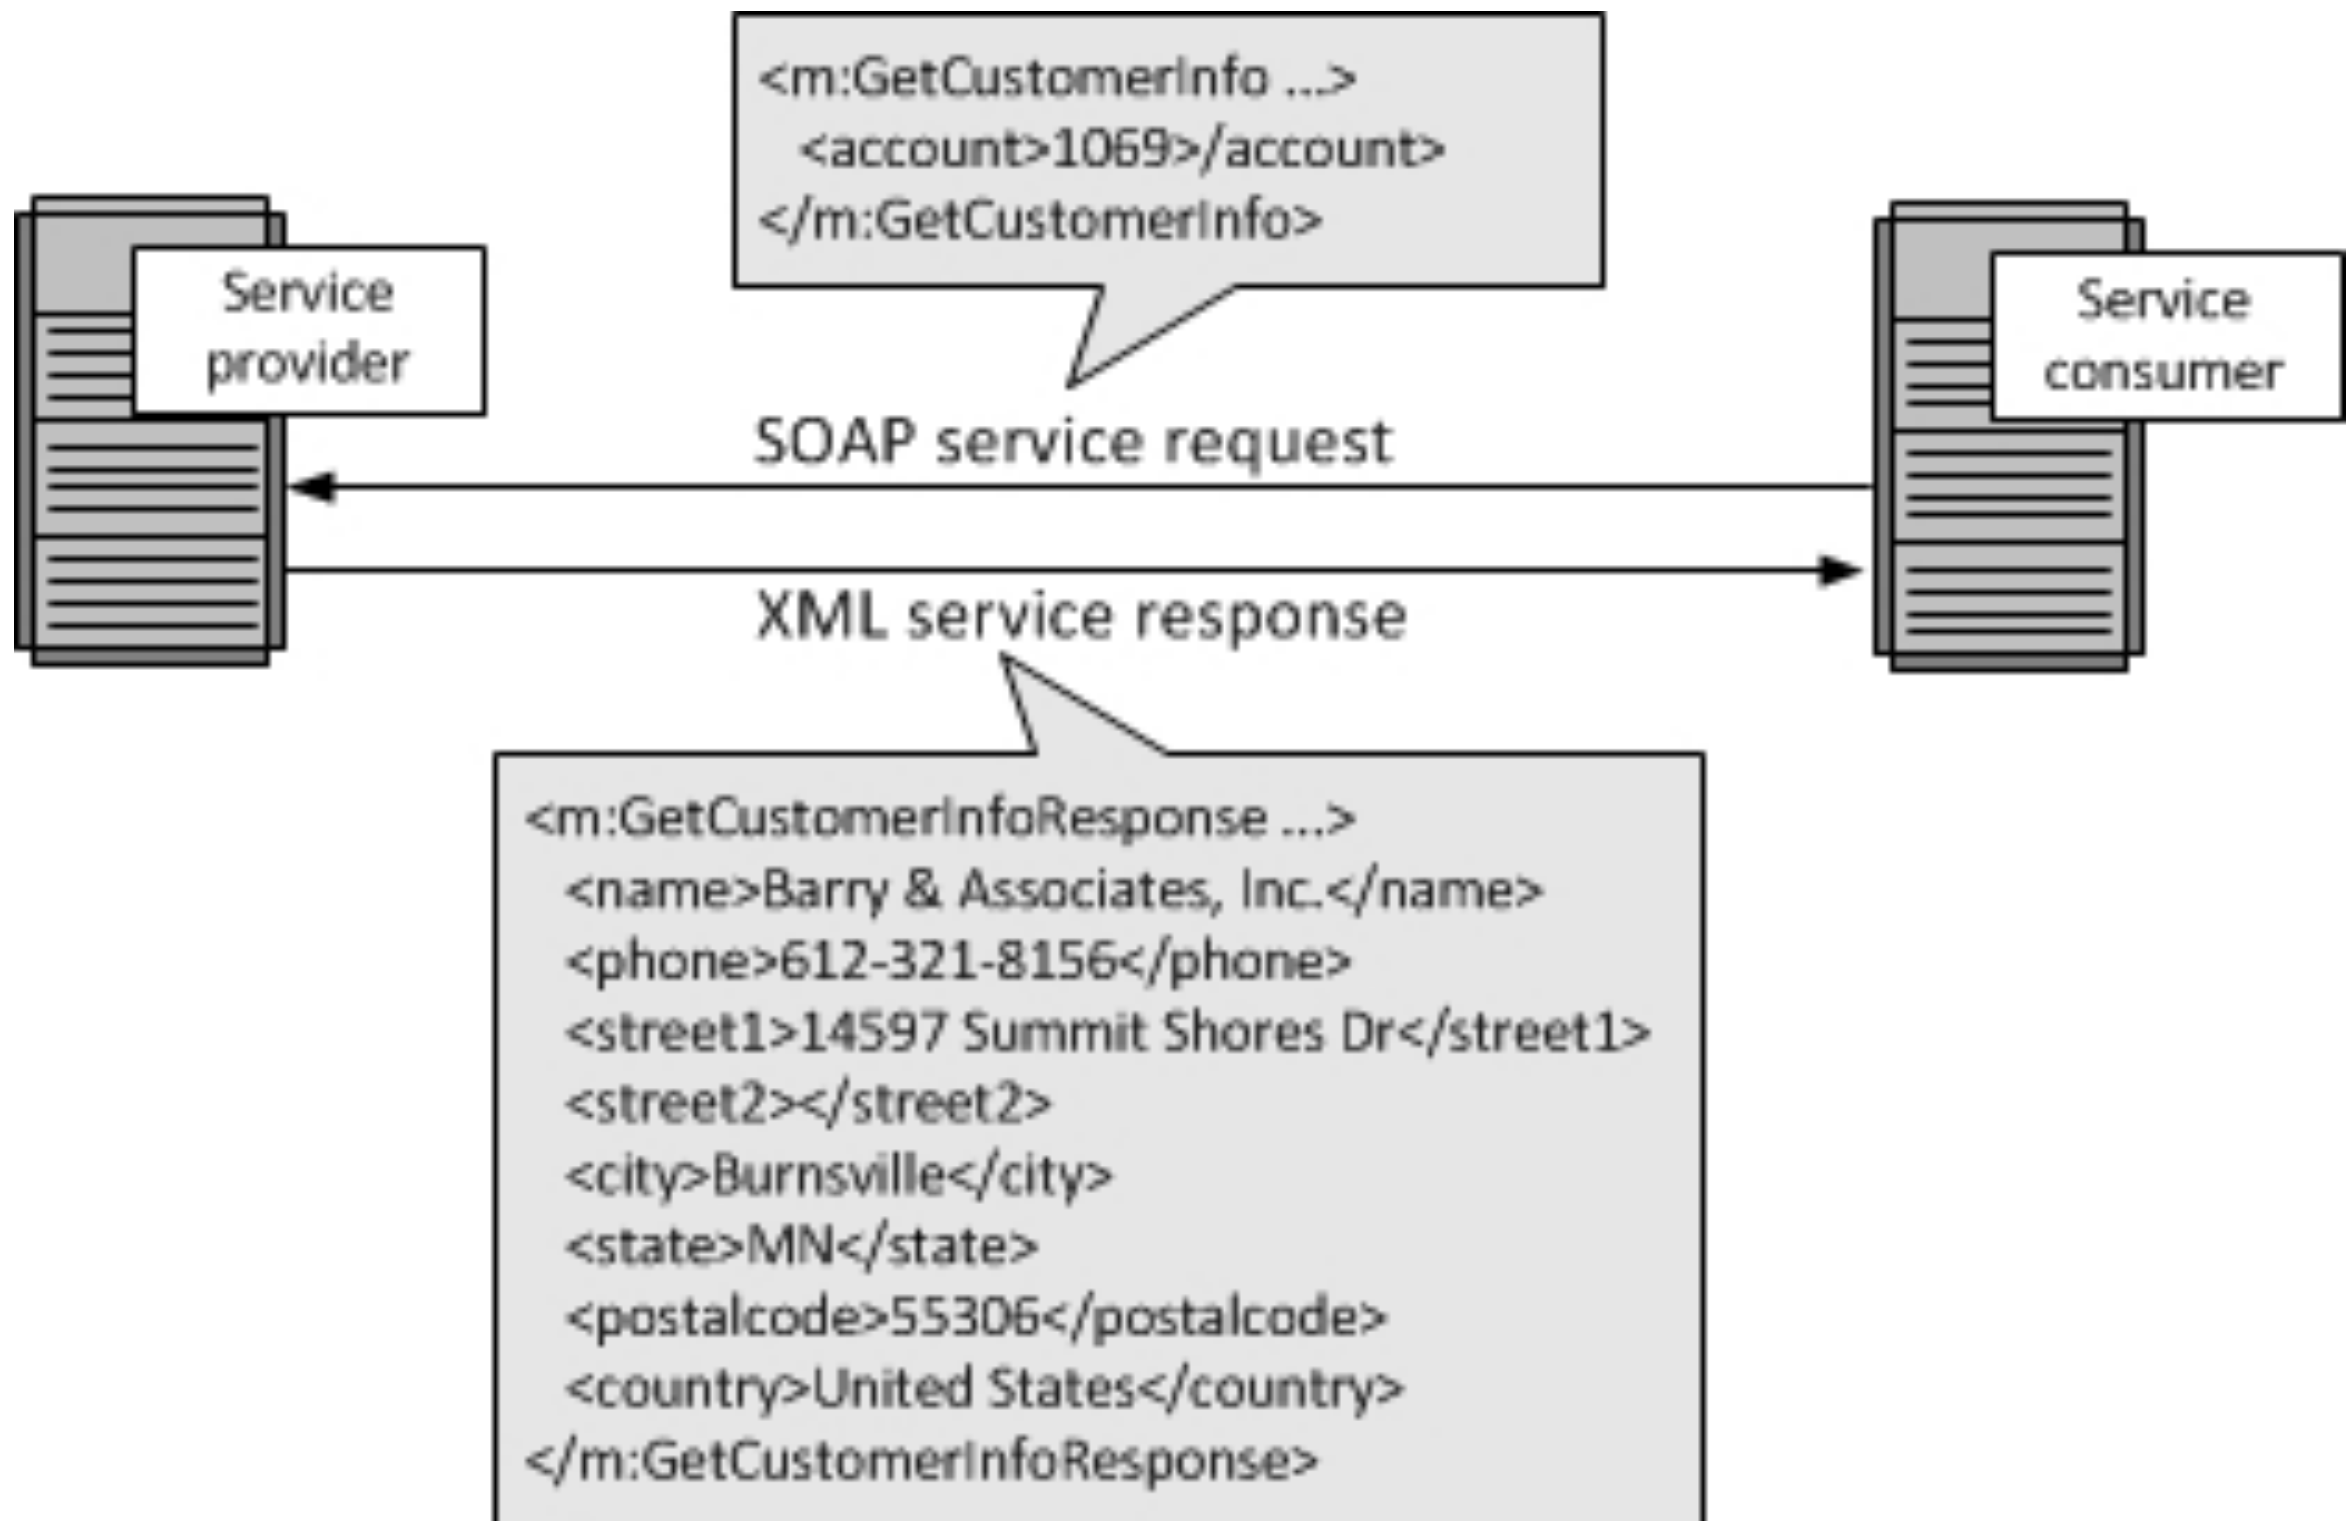 <m:GetCustomerInfo ...>
<account>1069>/account>
</m:GetCustomerInfo>
Service
provider
Service
consumer
SOAP service request
XML service response
<m:GetCustomerInfoResponse ...>
<name>Barry & Associates, Inc.</name>
<phone>612-321-8156</phone>
<street1>14597 Summit Shores Dr</street1>
<street2></street2>
<city>Burnsville</city>
<state>MN</state>
<postalcode>55306</postalcode>
<country>United States</country>
</m:GetCustomerInfoResponse>